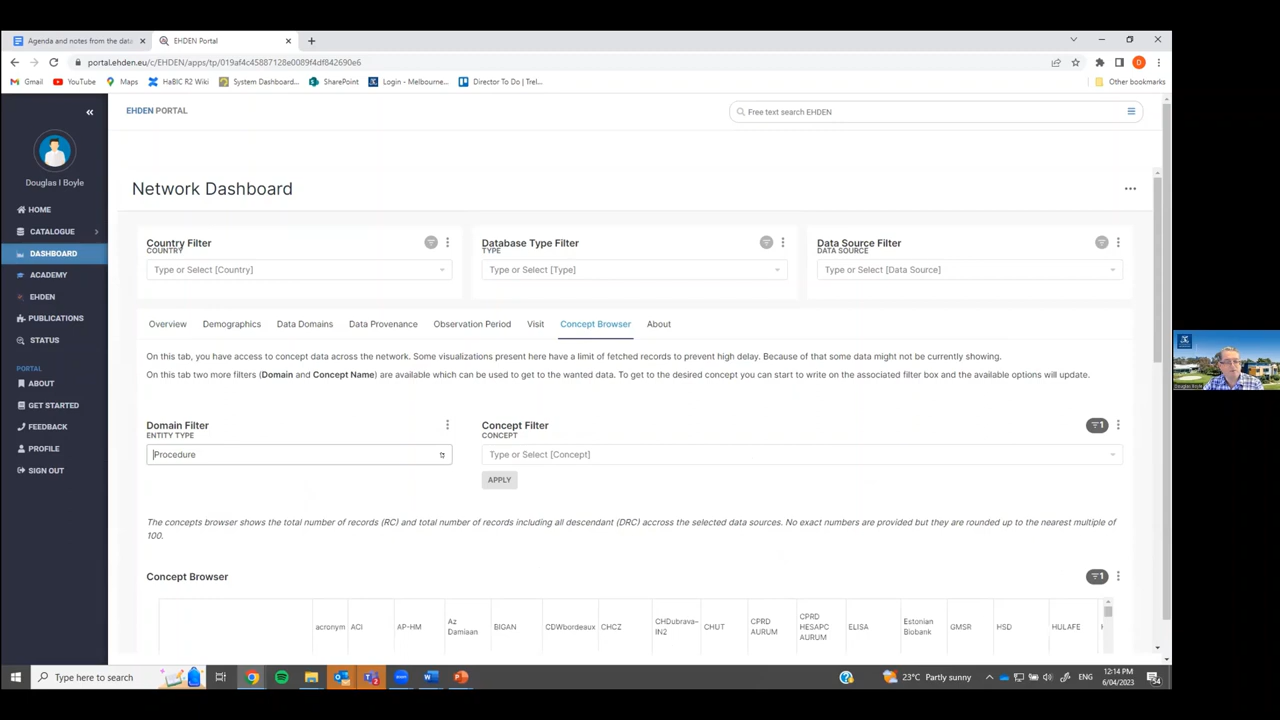 Agenda and notes from the data
EHDEN Portal
portal.ehden.eu/c/EHDEN/apps/tp/019af4c45887128e0089f4df842690e6
Gmail
YouTube
Maps
HaBIC R2 Wiki
System Dashboard...
SharePoint
Login - Melbourne...
Director To Do | Trel...
Other bookmarks
Douglas I Boyle
HOME
CATALOGUE
DASHBOARD
ACADEMY
EHDEN
PUBLICATIONS
STATUS
PORTAL
ABOUT
GET STARTED
FEEDBACK
PROFILE
SIGN OUT
EHDEN PORTAL
Free text search EHDEN
Network Dashboard
Country Filter
COUNTRY
Type or Select [Country]
Database Type Filter
TYPE
Type or Select [Type]
Data Source Filter
DATA SOURCE
Type or Select [Data Source]
Overview
Demographics
Data Domains
Data Provenance
Observation Period
Visit
Concept Browser
About
On this tab, you have access to concept data across the network. Some visualizations present here have a limit of fetched records to prevent high delay. Because of that some data might not be currently showing.
On this tab two more filters (Domain and Concept Name) are available which can be used to get to the wanted data. To get to the desired concept you can start to write on the associated filter box and the available options will update.
Domain Filter
ENTITY TYPE
Procedure
Concept Filter
1
CONCEPT
Type or Select [Concept]
APPLY
The concepts browser shows the total number of records (RC) and total number of records including all descendant (DRC) accross the selected data sources. No exact numbers are provided but they are rounded up to the nearest multiple of
100.
Concept Browser
1
acronym
ACI
AP-HM
Az
Damiaan
BIGAN
CDWbordeaux
CHCZ
CHDubrava-
IN2
CHUT
CPRD
AURUM
CPRD
HESAPC
AURUM
ELISA
Estonian
Biobank
GMSR
HSD
HULAFE
Type here to search
23°C Partly sunny
ENG
12:14 PM
6/04/2023
54
Douglas Boyle